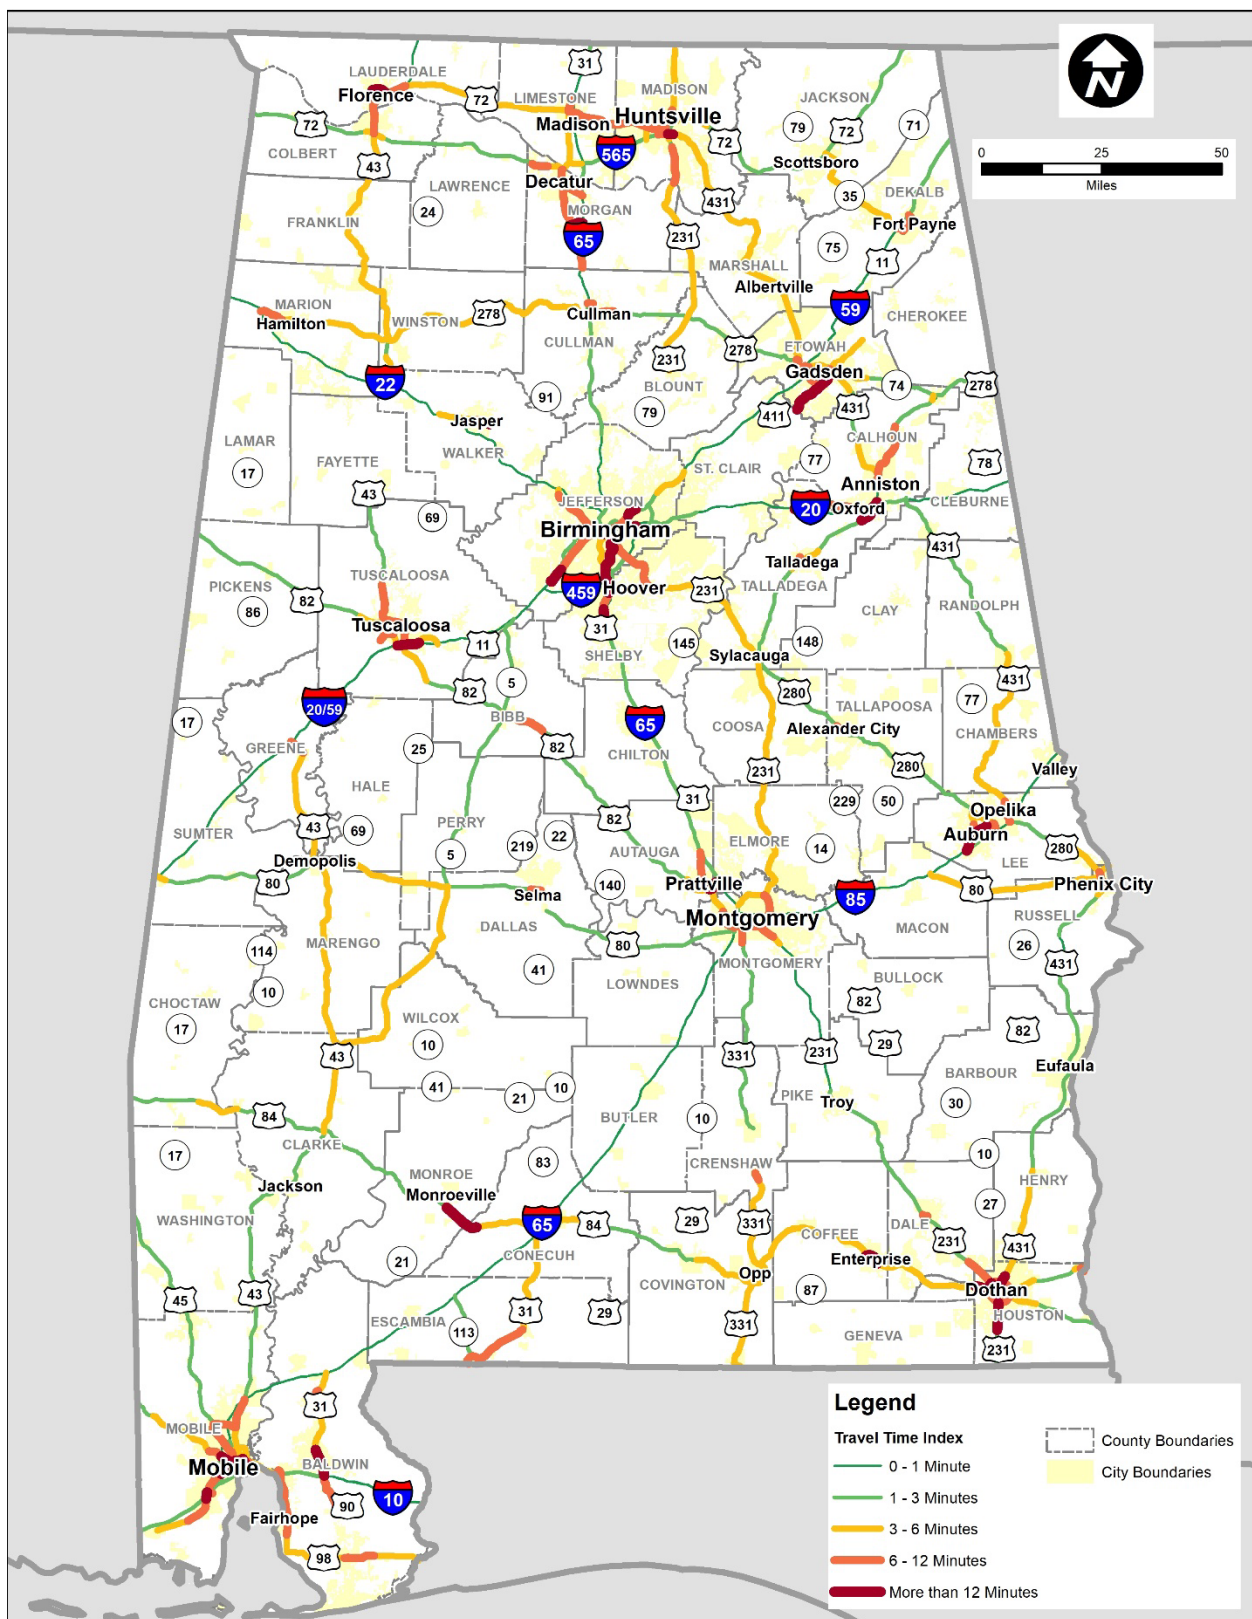 LAUDERDALE
Florence
72
31
LIMESTONE
MADISON
Madison
Huntsville
JACKSON
79
72
71
N
0 25 50
Miles
72
COLBERT
43
565
72
Scottsboro
Decatur
LAWRENCE
24
MORGAN
431
35
DEKALB
FRANKLIN
65
231
Fort Payne
75
11
MARSHALL
Albertville
MARION
Hamilton
WINSTON
278
Cullman
CULLMAN
59
CHEROKEE
231
278
ETOWAH
Gadsden
22
BLOUNT
74
278
91
79
411
431
Jasper
WALKER
LAMAR
17
FAYETTE
43
69
CALHOUN
ST. CLAIR
77
78
JEFFERSON
Birmingham
Anniston
20
Oxford
CLEBURNE
431
PICKENS
86
82
TUSCALOOSA
Talladega
TALLADEGA
459
Hoover
231
CLAY
RANDOLPH
Tuscaloosa
11
31
SHELBY
145
Sylacauga
148
5
82
280
TALLAPOOSA
431
77
20/59
17
BIBB
65
COOSA
Alexander City
CHAMBERS
GREENE
25
82
CHILTON
280
Valley
HALE
231
31
229
50
Opelika
SUMTER
43
69
PERRY
219
22
82
AUTAUGA
ELMORE
14
Auburn
LEE
280
Demopolis
5
80
140
Prattville
85
80
Phenix City
Selma
Montgomery
RUSSELL
DALLAS
MACON
26
114
MARENGO
80
MONTGOMERY
431
10
41
LOWNDES
BULLOCK
82
CHOCTAW
17
WILCOX
10
82
43
331
231
29
Eufaula
41
21
10
BARBOUR
84
BUTLER
10
PIKE
Troy
30
17
CLARKE
83
CRENSHAW
10
MONROE
Monroeville
HENRY
Jackson
27
WASHINGTON
65
84
29
331
COFFEE
DALE
231
431
CONECUH
21
Enterprise
COVINGTON
Opp
87
Dothan
45
43
31
29
331
HOUSTON
ESCAMBIA
113
GENEVA
231
31
MOBILE
Mobile
BALDWIN
90
10
Fairhope
98
Legend
Travel Time Index
0 - 1 Minute
1 - 3 Minutes
3 - 6 Minutes
6 - 12 Minutes
More than 12 Minutes
County Boundaries
City Boundaries